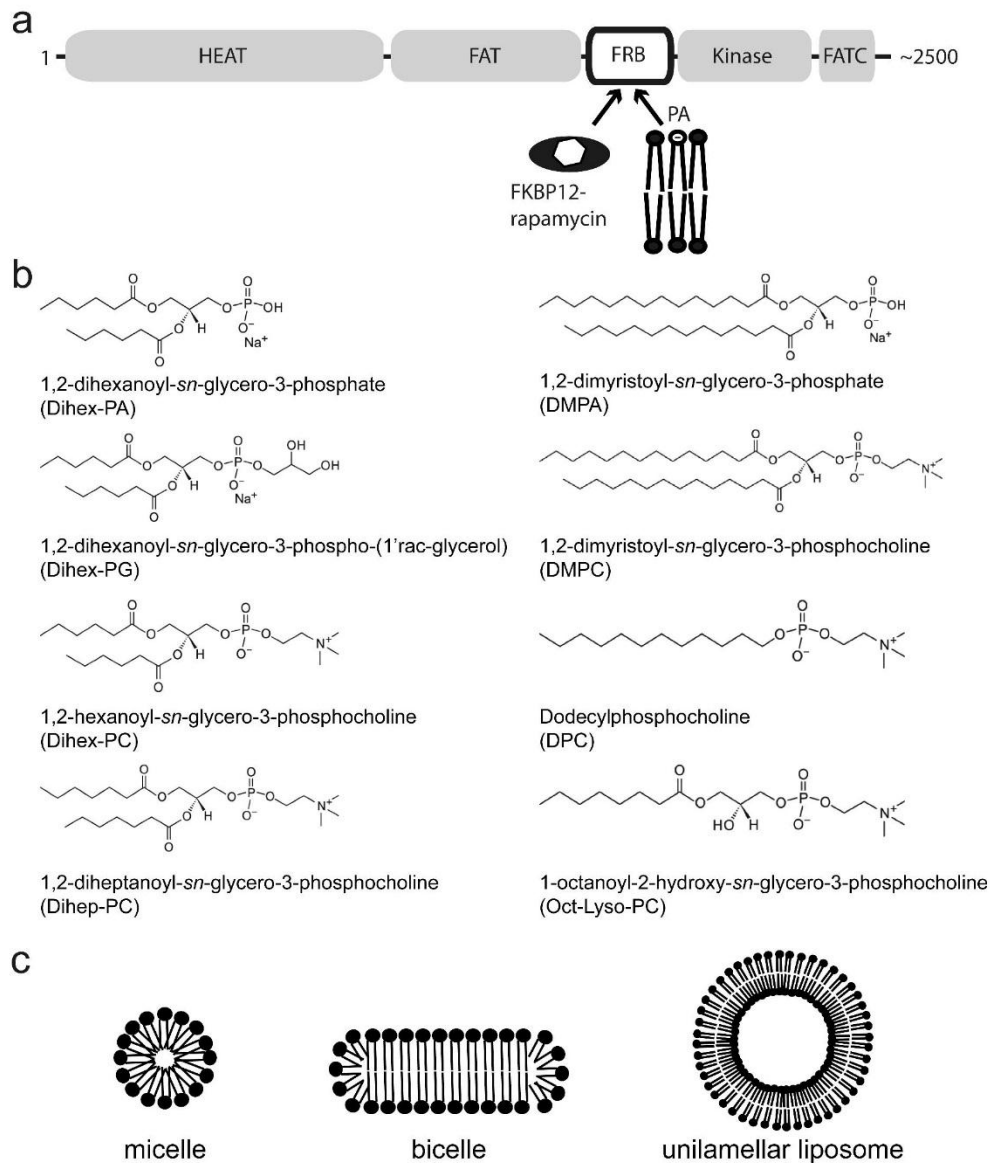 a
1 HEAT FAT FRB Kinase FATC ~2500
PA
FKBP12-
rapamycin
b
O O O P OH O O H O− Na+ O
1,2-dihexanoyl-sn-glycero-3-phosphate
(Dihex-PA)
O O O P OH O O H O− Na+ O
1,2-dimyristoyl-sn-glycero-3-phosphate
(DMPA)
O O O P O OH OH O O H O− Na+ O
1,2-dihexanoyl-sn-glycero-3-phospho-(1'rac-glycerol)
(Dihex-PG)
O O O P O N+ O O H O− O
1,2-dimyristoyl-sn-glycero-3-phosphocholine
(DMPC)
O O O P O N+ O O H O− O
1,2-hexanoyl-sn-glycero-3-phosphocholine
(Dihex-PC)
O O P O N+ O−
Dodecylphosphocholine
(DPC)
O O O P O N+ O O H O− O
1,2-diheptanoyl-sn-glycero-3-phosphocholine
(Dihep-PC)
O O O P O N+ O HO H O−
1-octanoyl-2-hydroxy-sn-glycero-3-phosphocholine
(Oct-Lyso-PC)
c
micelle
bicelle
unilamellar liposome